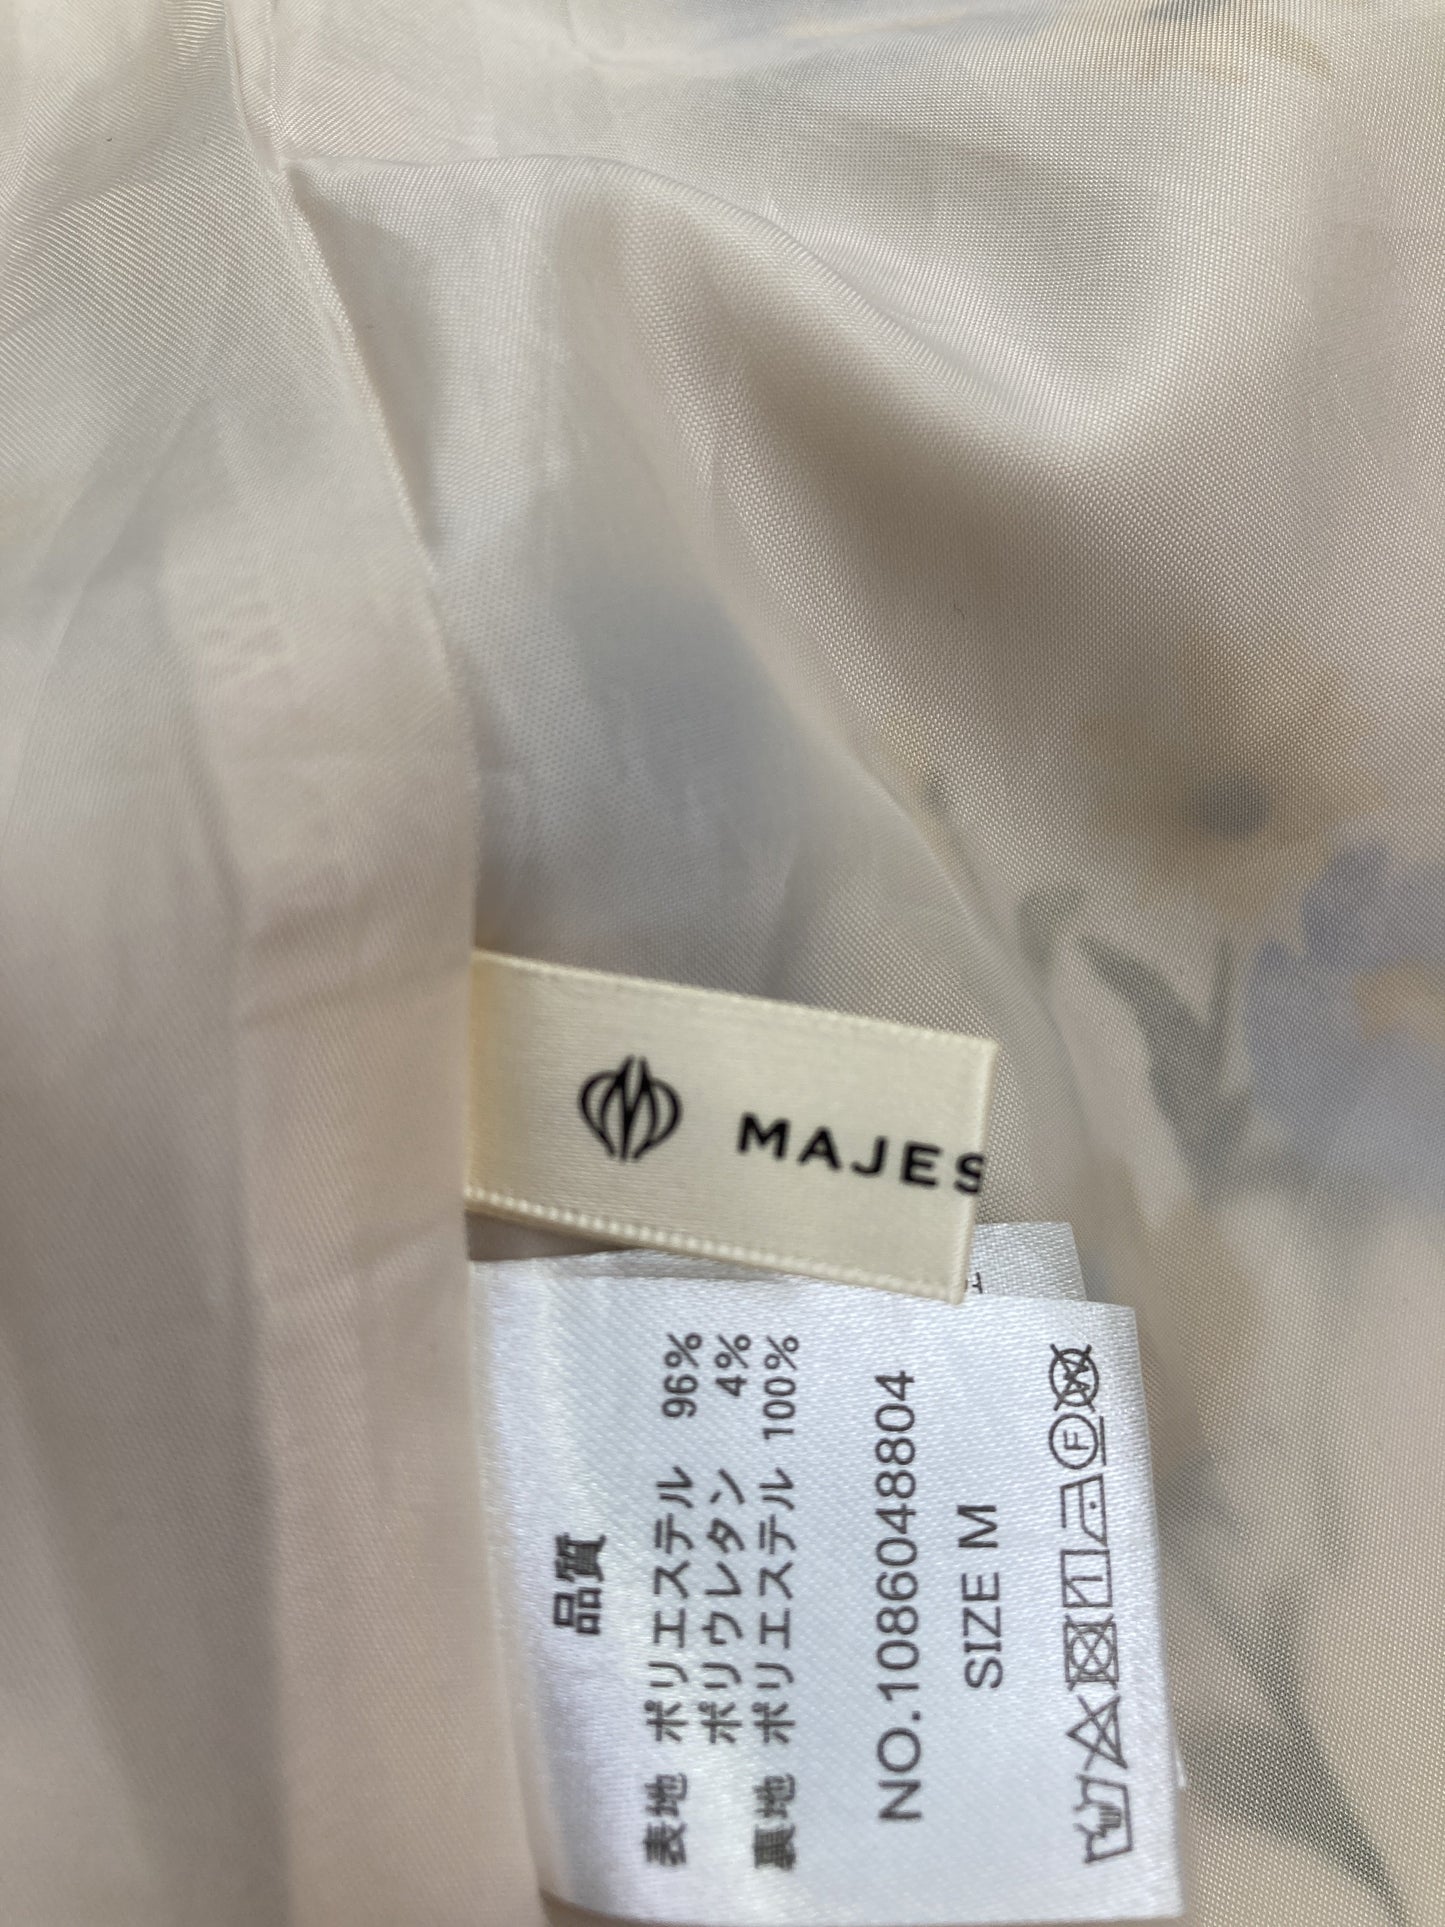 MAJES
品質
表地 ポリエステル 96%
ポリウレタン 4%
裏地 ポリエステル 100%
NO.1086048804
SIZE M
F
W